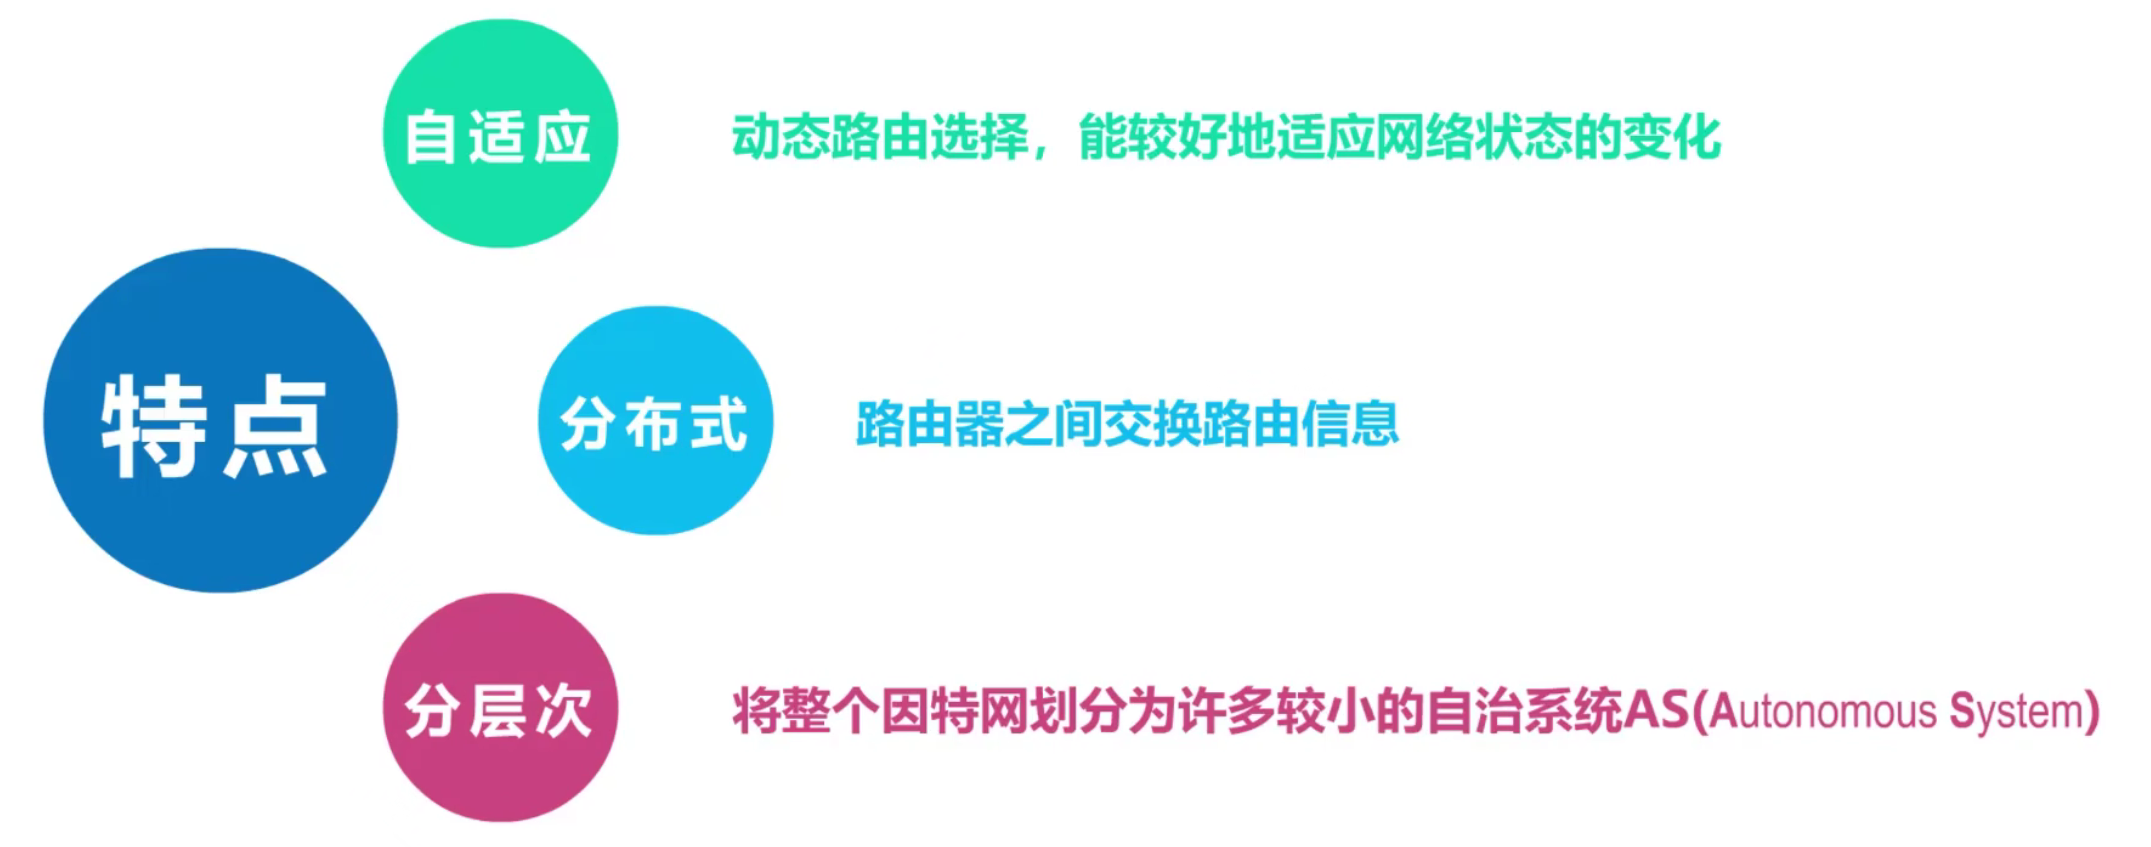 自适应
动态路由选择，能较好地适应网络状态的变化
特点
分布式
路由器之间交换路由信息
分层次
将整个因特网划分为许多较小的自治系统AS(Autonomous System)